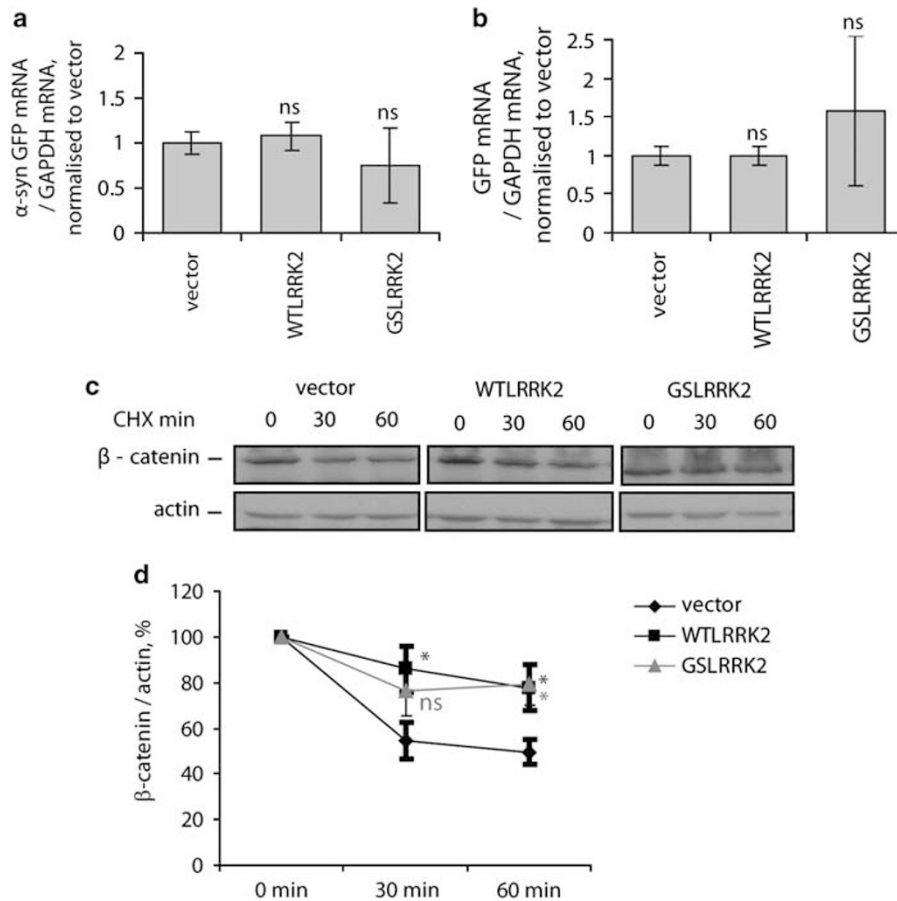 a
α-syn GFP mRNA
/ GAPDH mRNA,
normalised to vector
2
1.5
1
0.5
0
ns
ns
vector
WTLRRK2
GSLRRK2
b
GFP mRNA
/ GAPDH mRNA,
normalised to vector
2.5
2
1.5
1
0.5
0
ns
ns
vector
WTLRRK2
GSLRRK2
c
vector WTLRRK2 GSLRRK2
CHX min 0 30 60 0 30 60 0 30 60
β - catenin –
actin –
d
β-catenin / actin, %
120
100
80
60
40
20
0
*
ns
*
*
0 min 30 min 60 min
vector
WTLRRK2
GSLRRK2